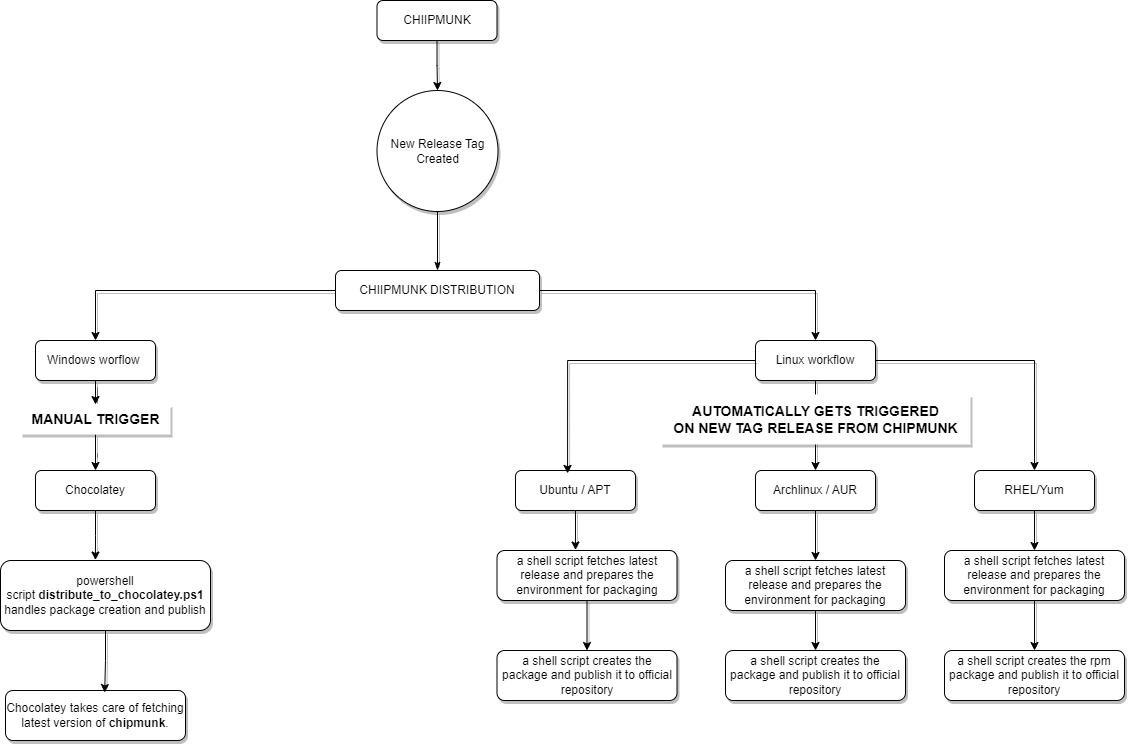 CHIIPMUNK
New Release Tag
Created
CHIIPMUNK DISTRIBUTION
Windows worflow
Linux workflow
MANUAL TRIGGER
AUTOMATICALLY GETS TRIGGERED
ON NEW TAG RELEASE FROM CHIPMUNK
Chocolatey
Ubuntu / APT
Archlinux / AUR
RHEL/Yum
powershell
script distribute_to_chocolatey.ps1
handles package creation and publish
a shell script fetches latest
release and prepares the
environment for packaging
a shell script fetches latest
release and prepares the
environment for packaging
a shell script fetches latest
release and prepares the
environment for packaging
Chocolatey takes care of fetching
latest version of chipmunk.
a shell script creates the
package and publish it to official
repository
a shell script creates the
package and publish it to official
repository
a shell script creates the rpm
package and publish it to official
repository